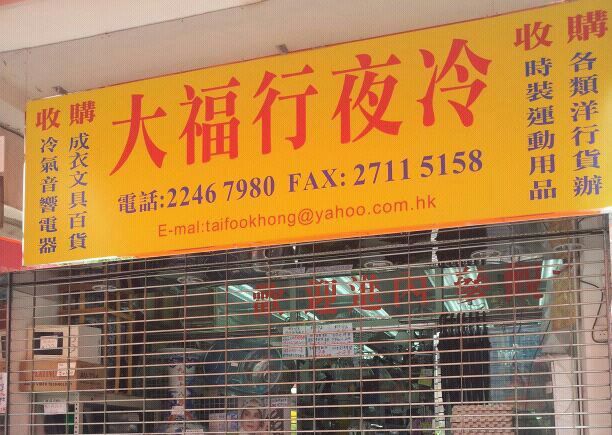 大福行夜冷
電話:2246 7980 FAX: 2711 5158
E-mal:taifookhong@yahoo.com.hk
收購
各類洋行貨辦
時裝運動用品
收購
成衣文具百貨
冷氣音響電器